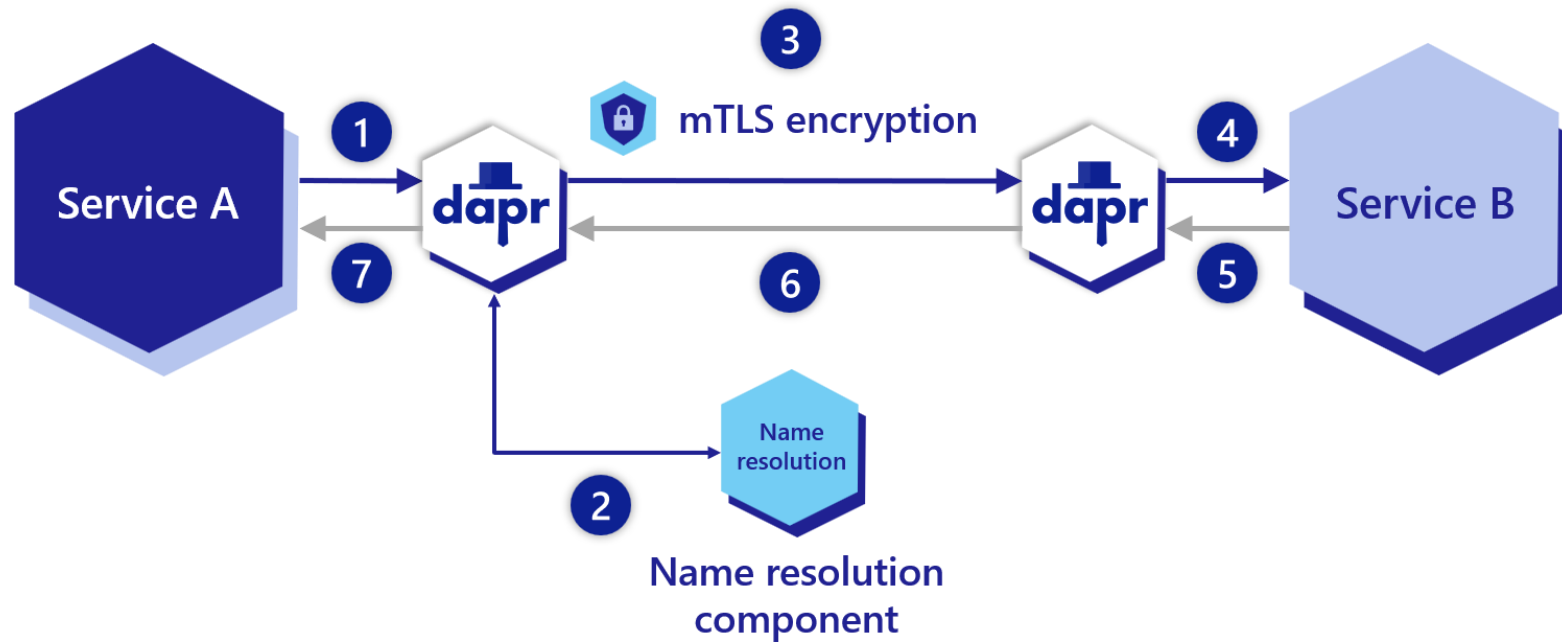 3
mTLS encryption
1
4
Service A
dapr
dapr
Service B
7
6
5
Name
resolution
2
Name resolution
component